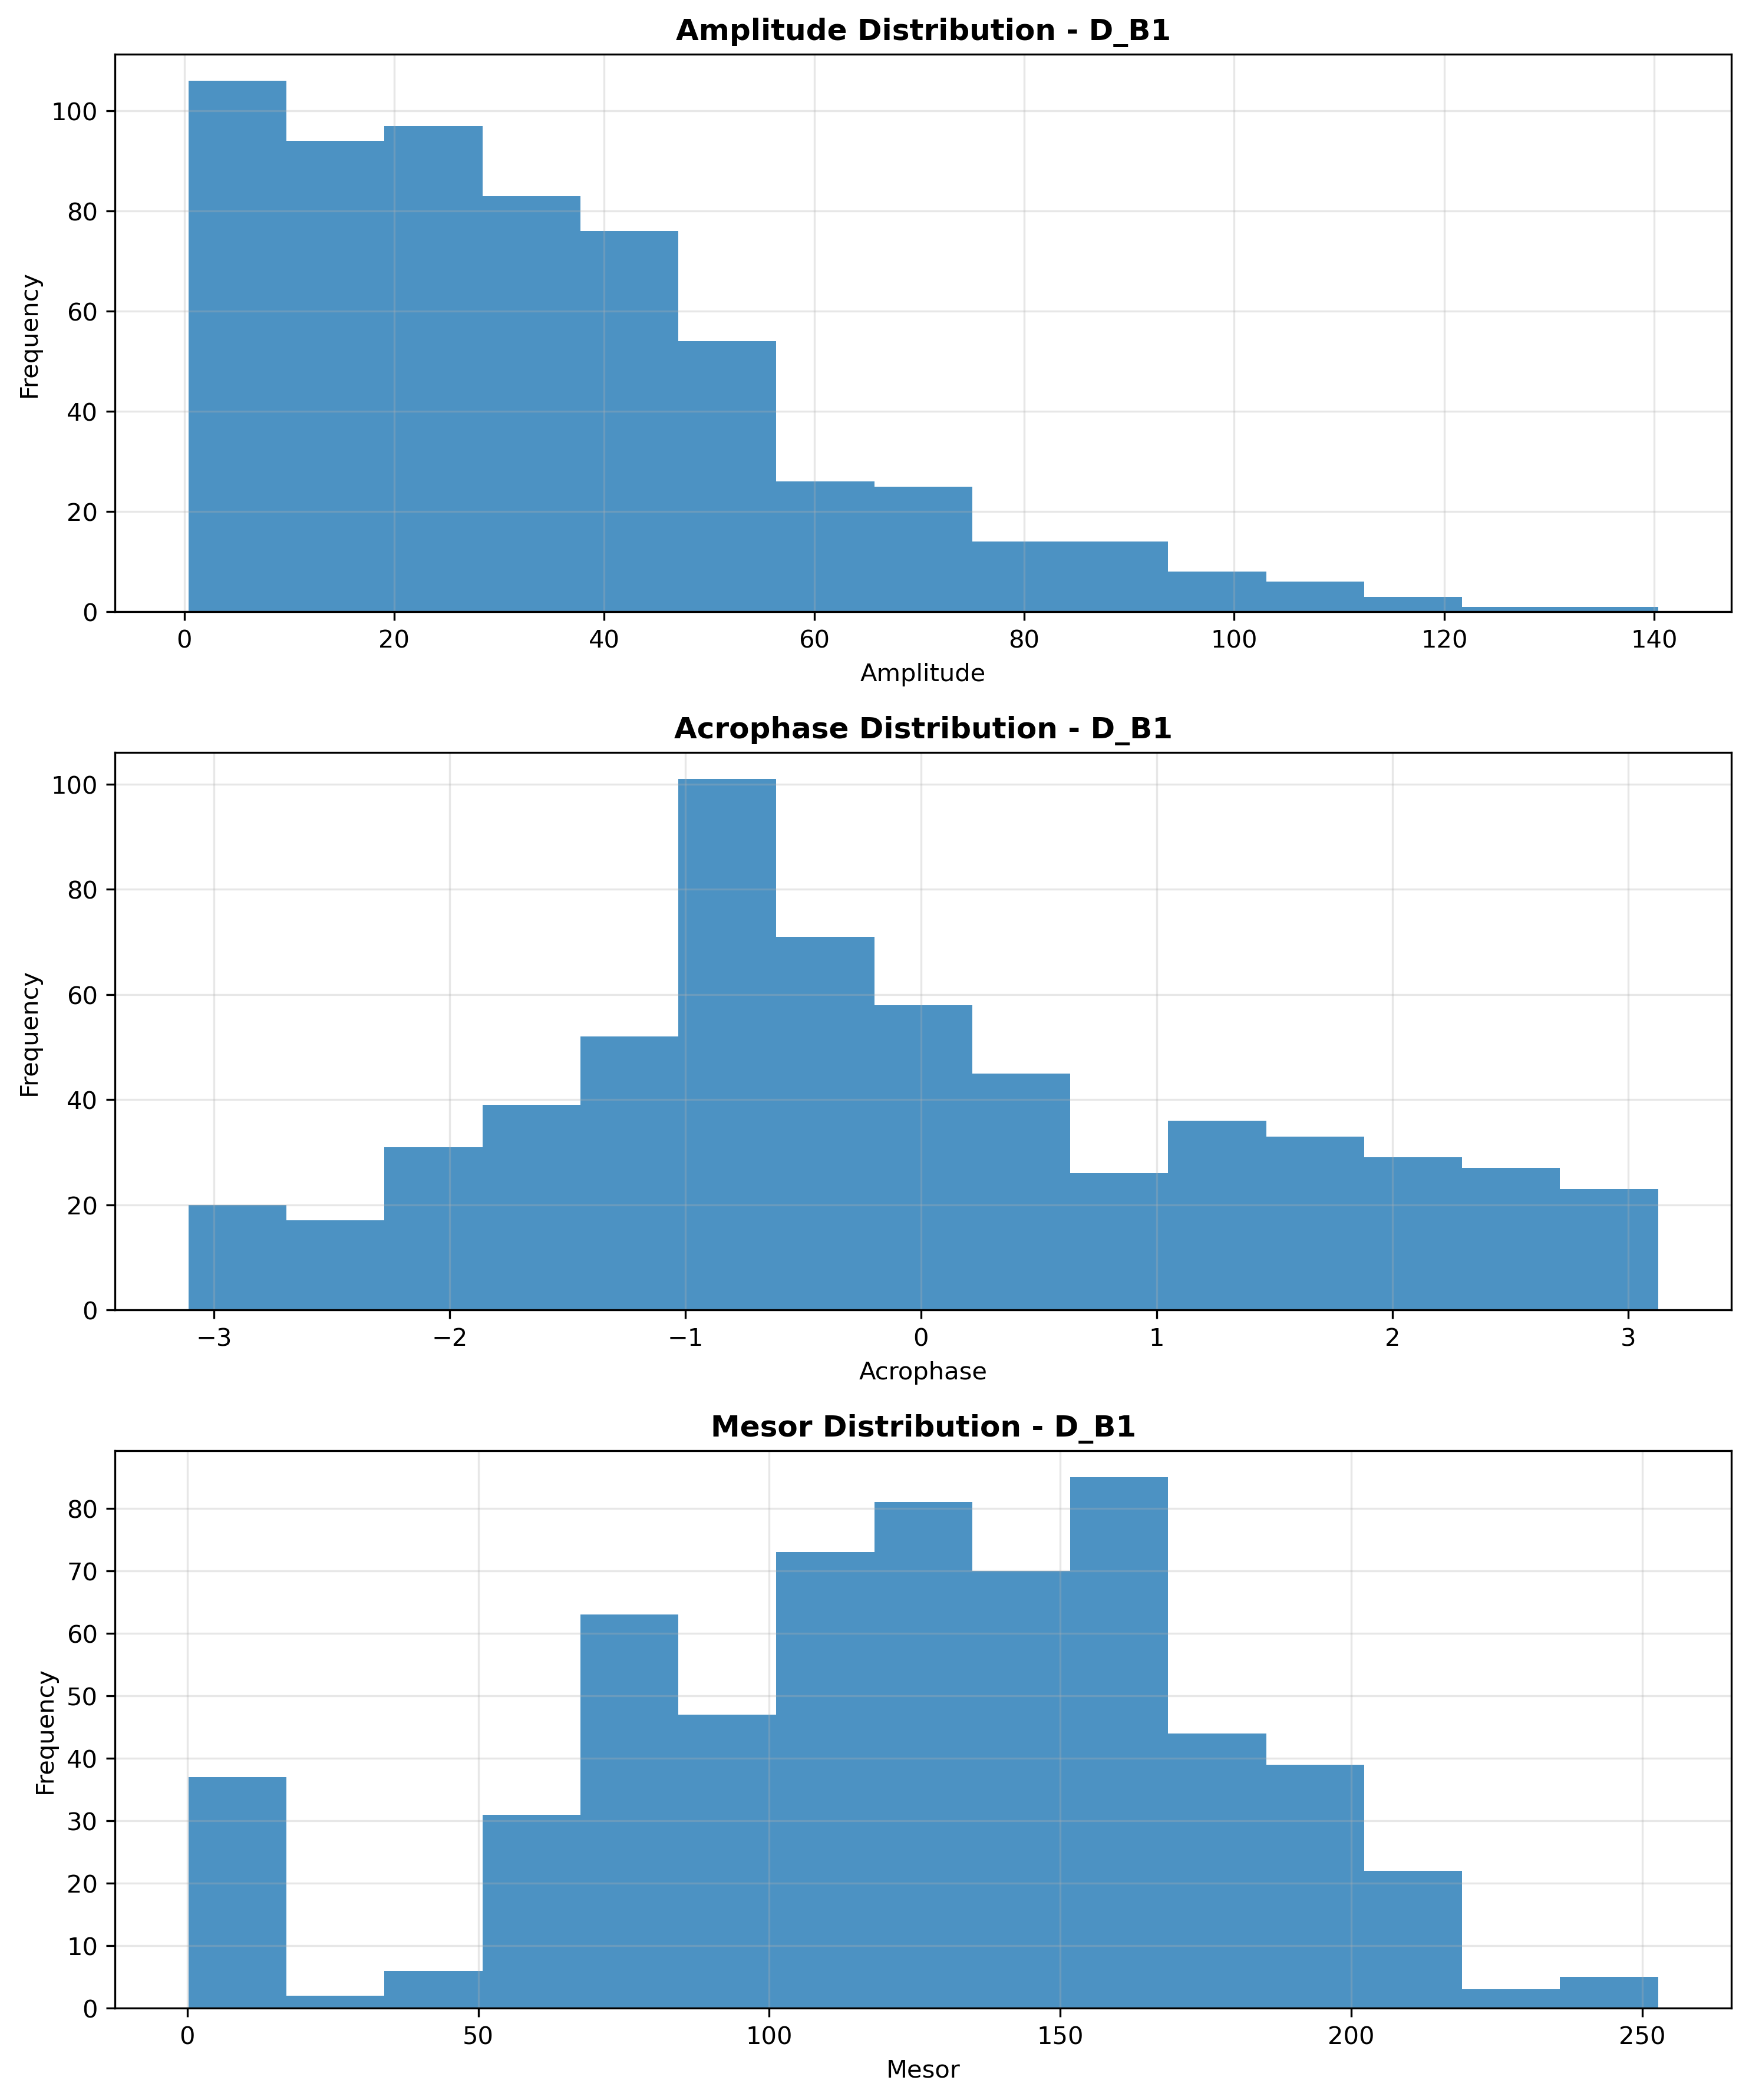 Amplitude Distribution - D_B1
100
80
60
40
20
0
Frequency
0 20 40 60 80 100 120 140
Amplitude
Acrophase Distribution - D_B1
100
80
60
40
20
0
Frequency
−3 −2 −1 0 1 2 3
Acrophase
Mesor Distribution - D_B1
80
70
60
50
40
30
20
10
0
Frequency
0 50 100 150 200 250
Mesor